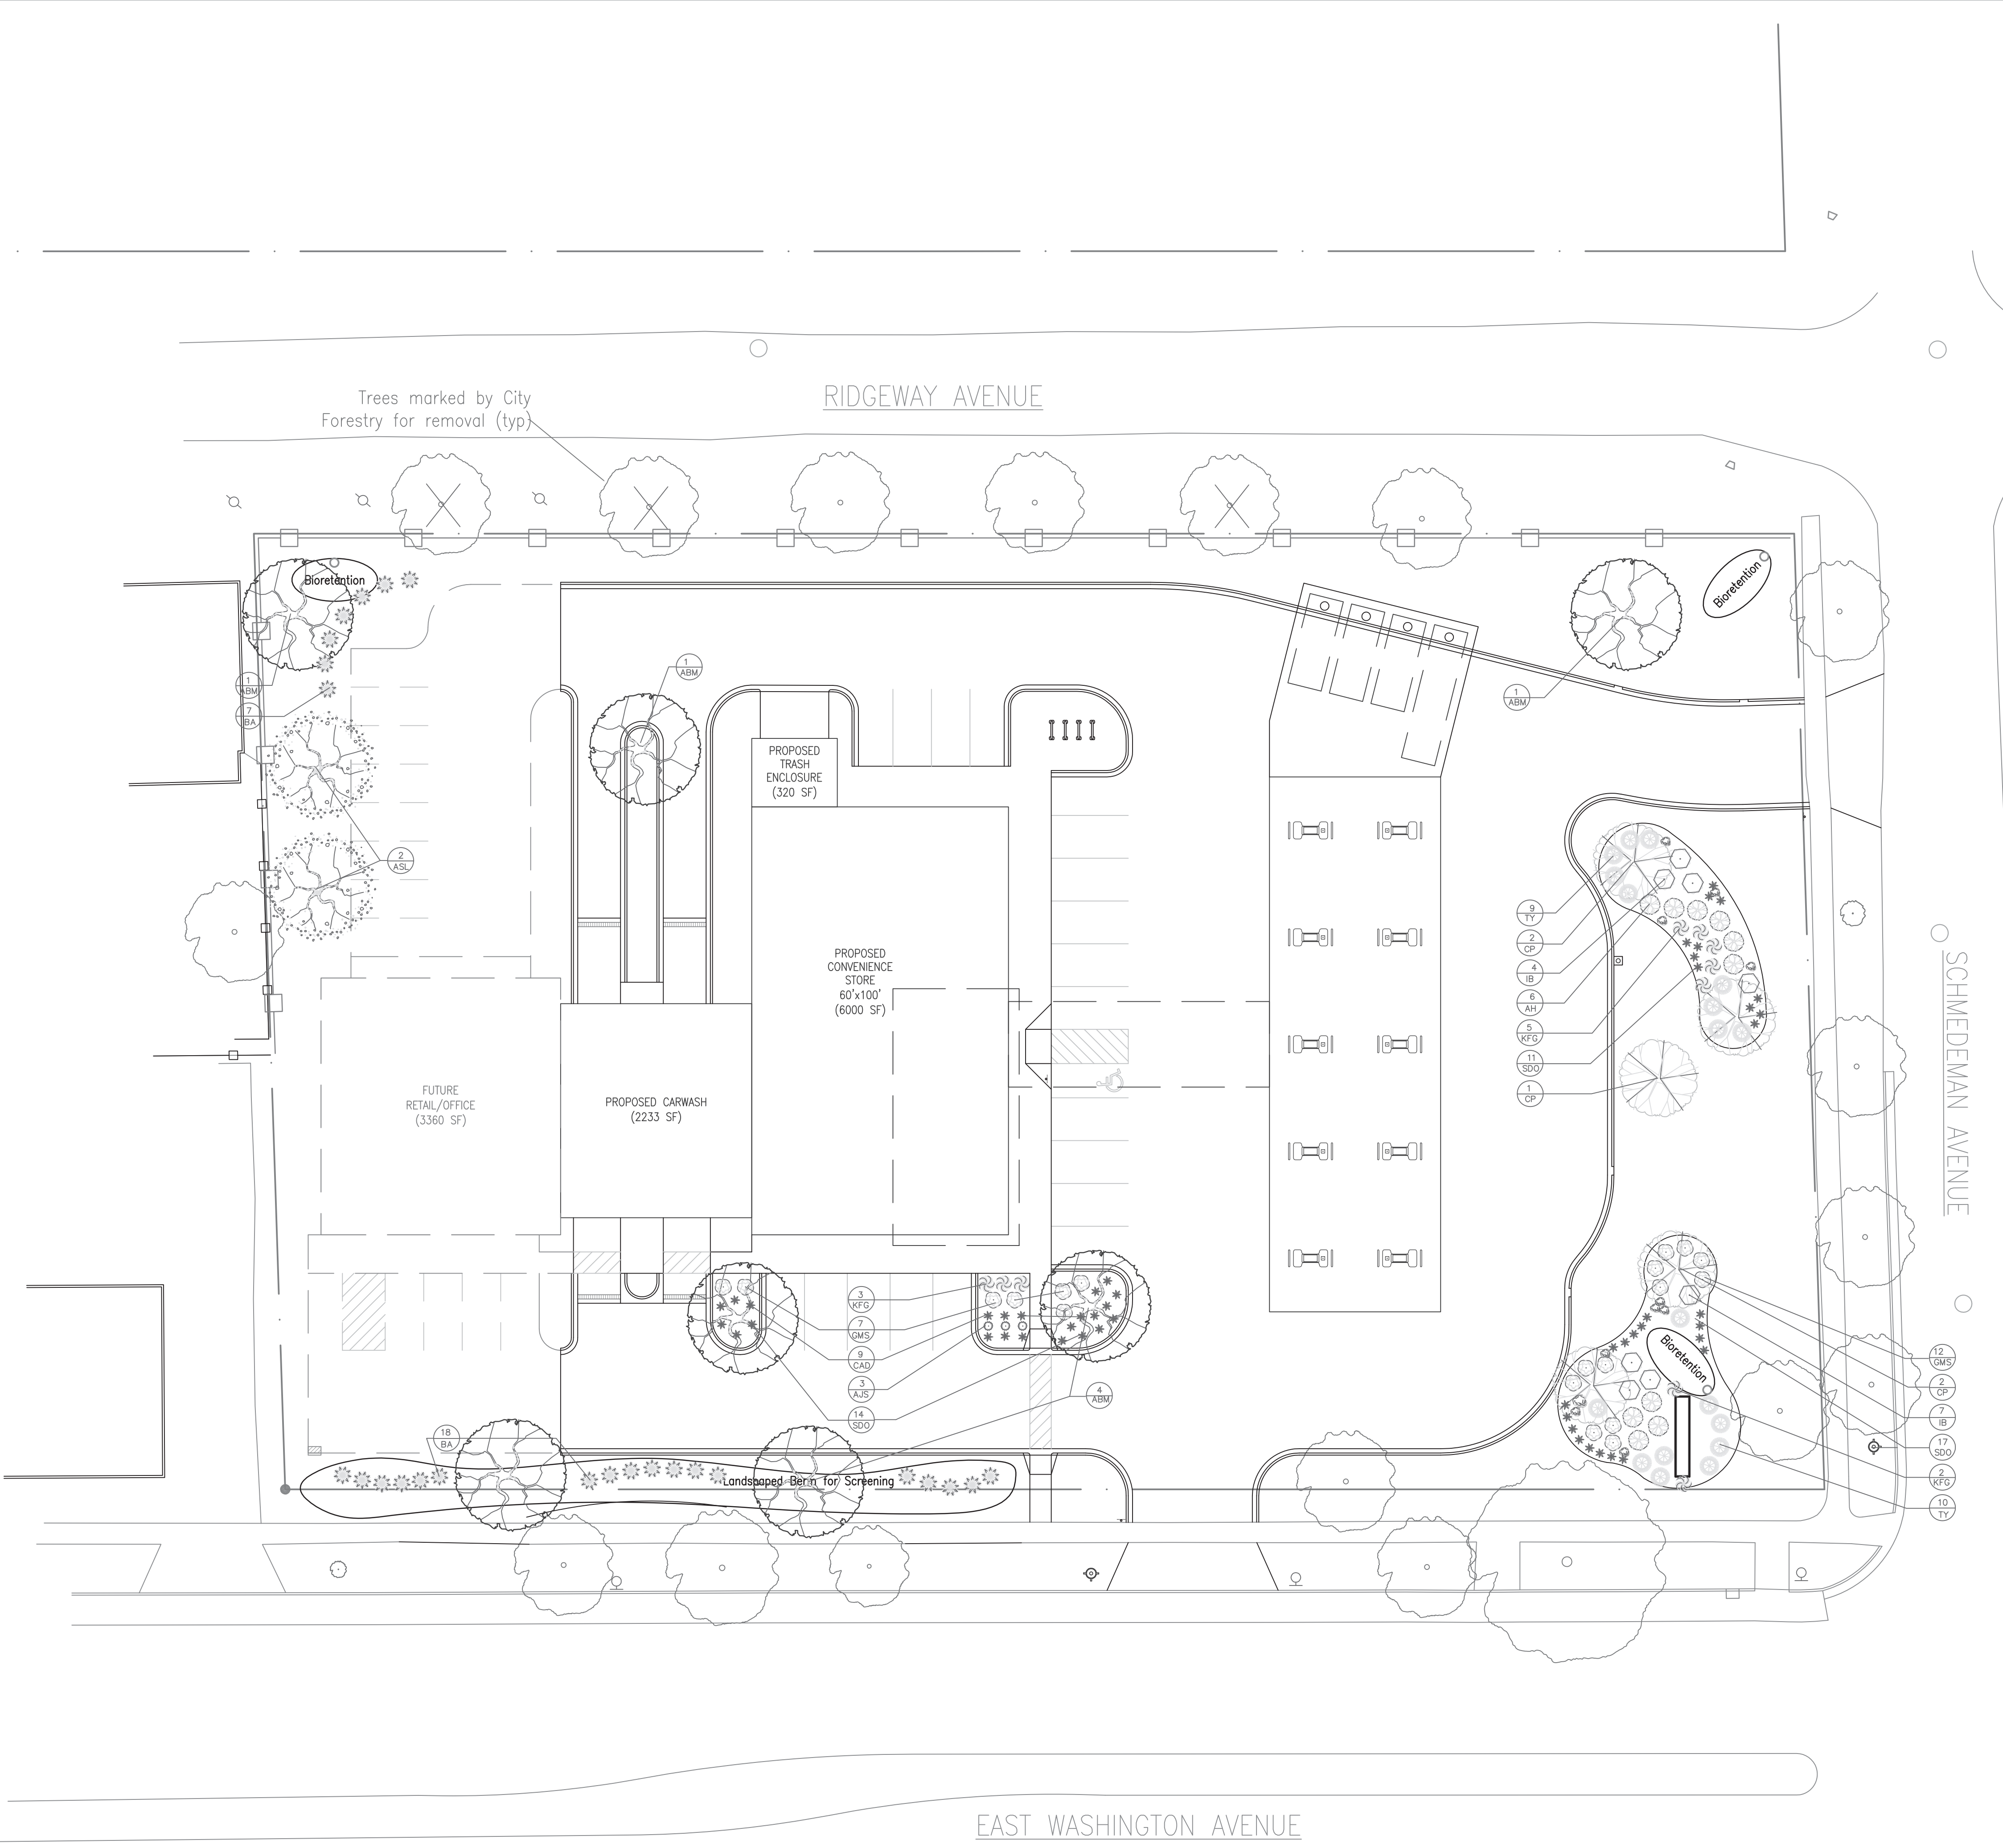 Trees marked by City
Forestry for removal (typ)
RIDGEWAY AVENUE
Bioretention
Bioretention
1
ABM
7
BA
2
ASL
1
ABM
1
ABM
PROPOSED
TRASH
ENCLOSURE
(320 SF)
PROPOSED
CONVENIENCE
STORE
60'x100'
(6000 SF)
FUTURE
RETAIL/OFFICE
(3360 SF)
PROPOSED CARWASH
(2233 SF)
9
TY
2
CP
4
IB
6
AH
5
KFG
11
SDO
1
CP
SCHMEDEMAN AVENUE
3
KFG
7
GMS
9
CAD
3
AJS
14
SDO
4
ABM
18
BA
Landsaped Berm for Screening
Bioretention
12
GMS
2
CP
7
IB
17
SDO
2
KFG
10
TY
EAST WASHINGTON AVENUE